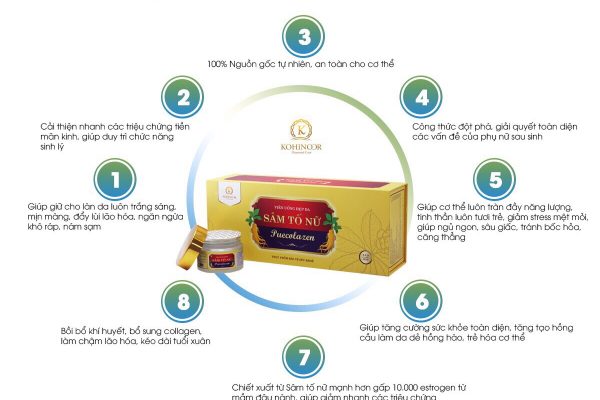 3
100% Nguồn gốc tự nhiên, an toàn cho cơ thể
2
Cải thiện nhanh các triệu chứng tiền
mãn kinh, giúp duy trì chức năng
sinh lý
4
Công thức đột phá, giải quyết toàn diện
các vấn đề của phụ nữ sau sinh
KOHINOOR
1
Giúp giữ cho làn da luôn trắng sáng,
mịn màng, đẩy lùi lão hóa, ngăn ngừa
khô ráp, nám sạm
5
Giúp cơ thể luôn tràn đầy năng lượng,
tinh thần luôn tươi trẻ, giảm stress mệt mỏi,
giúp ngủ ngon, sâu giấc, tránh bốc hỏa,
căng thẳng
KOHINOOR
VIÊN UỐNG ĐẸP DA
SÂM TỐ NỮ
Puecolazen
SÂM TỐ NỮ
8
Bồi bổ khí huyết, bổ sung collagen,
làm chậm lão hóa, kéo dài tuổi xuân
6
Giúp tăng cường sức khỏe toàn diện, tăng tạo hồng
cầu làm da dẻ hồng hào, trẻ hóa cơ thể
7
Chiết xuất từ Sâm tố nữ mạnh hơn gấp 10.000 estrogen từ
mầm đậu nành, giúp giảm nhanh các triệu chứng